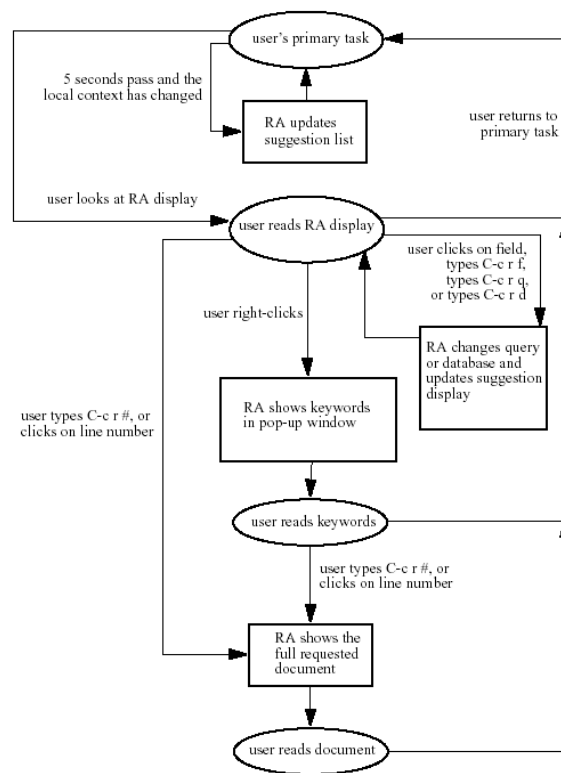 user's primary task
5 seconds pass and the
local context has changed
RA updates
suggestion list
user returns to
primary task
user looks at RA display
user reads RA display
user clicks on field,
types C-c r f,
types C-c r q,
or types C-c r d
user right-clicks
RA changes query
or database and
updates suggestion
display
RA shows keywords
in pop-up window
user types C-c r #, or
clicks on line number
user reads keywords
user types C-c r #, or
clicks on line number
RA shows the
full requested
document
user reads document